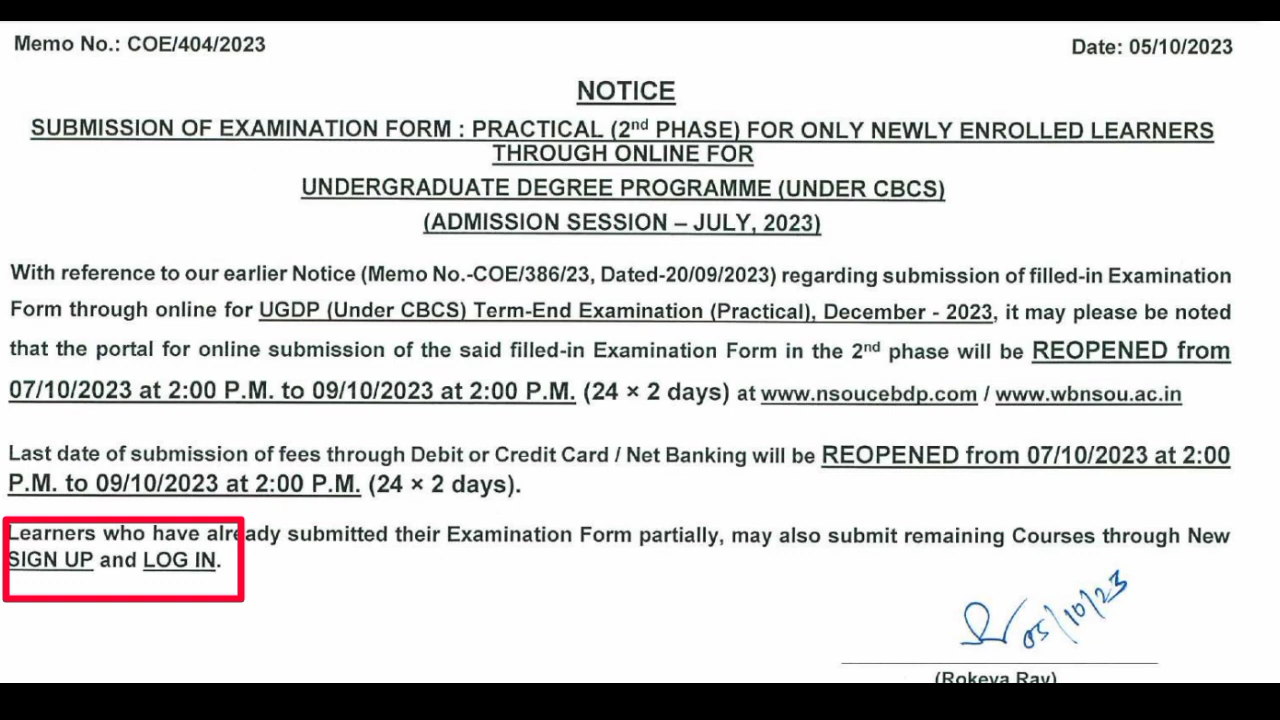 Memo No.: COE/404/2023
Date: 05/10/2023
NOTICE
SUBMISSION OF EXAMINATION FORM : PRACTICAL (2nd PHASE) FOR ONLY NEWLY ENROLLED LEARNERS
THROUGH ONLINE FOR
UNDERGRADUATE DEGREE PROGRAMME (UNDER CBCS)
(ADMISSION SESSION – JULY, 2023)
With reference to our earlier Notice (Memo No.-COE/386/23, Dated-20/09/2023) regarding submission of filled-in Examination
Form through online for UGDP (Under CBCS) Term-End Examination (Practical), December - 2023, it may please be noted
that the portal for online submission of the said filled-in Examination Form in the 2nd phase will be REOPENED from
07/10/2023 at 2:00 P.M. to 09/10/2023 at 2:00 P.M. (24 × 2 days) at www.nsoucebdp.com / www.wbnsou.ac.in
Last date of submission of fees through Debit or Credit Card / Net Banking will be REOPENED from 07/10/2023 at 2:00
P.M. to 09/10/2023 at 2:00 P.M. (24 × 2 days).
Learners who have already submitted their Examination Form partially, may also submit remaining Courses through New
SIGN UP and LOG IN.
05/10/23
(Rokeya Ray)